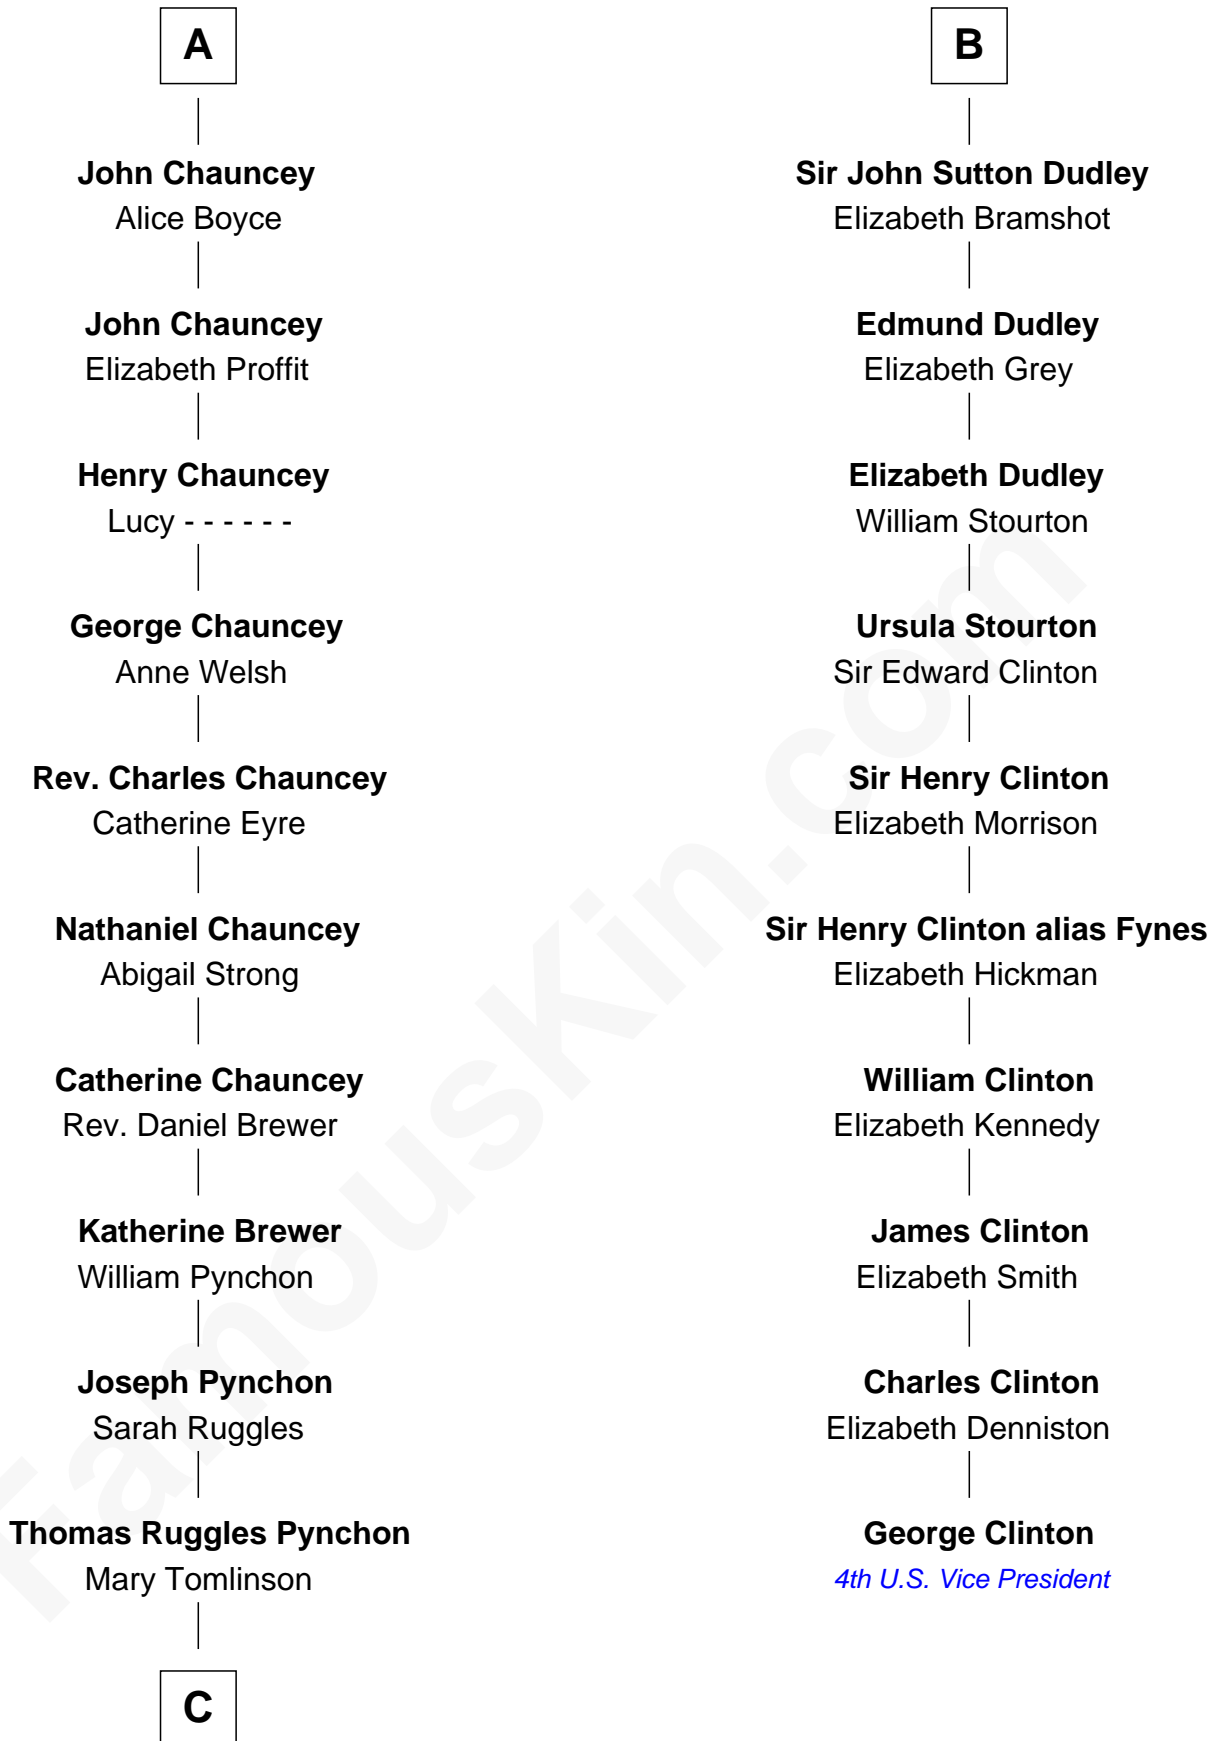 A
John Chauncey
Alice Boyce
John Chauncey
Elizabeth Proffit
Henry Chauncey
Lucy - - - - - -
George Chauncey
Anne Welsh
Rev. Charles Chauncey
Catherine Eyre
Nathaniel Chauncey
Abigail Strong
Catherine Chauncey
Rev. Daniel Brewer
Katherine Brewer
William Pynchon
Joseph Pynchon
Sarah Ruggles
Thomas Ruggles Pynchon
Mary Tomlinson
C
B
Sir John Sutton Dudley
Elizabeth Bramshot
Edmund Dudley
Elizabeth Grey
Elizabeth Dudley
William Stourton
Ursula Stourton
Sir Edward Clinton
Sir Henry Clinton
Elizabeth Morrison
Sir Henry Clinton alias Fynes
Elizabeth Hickman
William Clinton
Elizabeth Kennedy
James Clinton
Elizabeth Smith
Charles Clinton
Elizabeth Denniston
George Clinton
4th U.S. Vice President
FamousKin.com